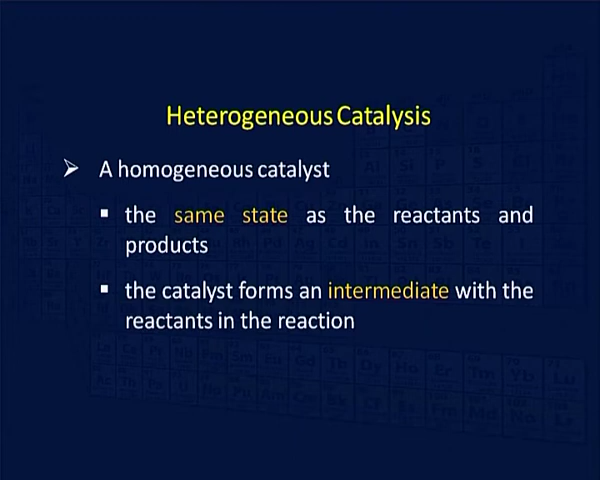 Heterogeneous Catalysis
➢ A homogeneous catalyst
▪ the same state as the reactants and
products
▪ the catalyst forms an intermediate with the
reactants in the reaction